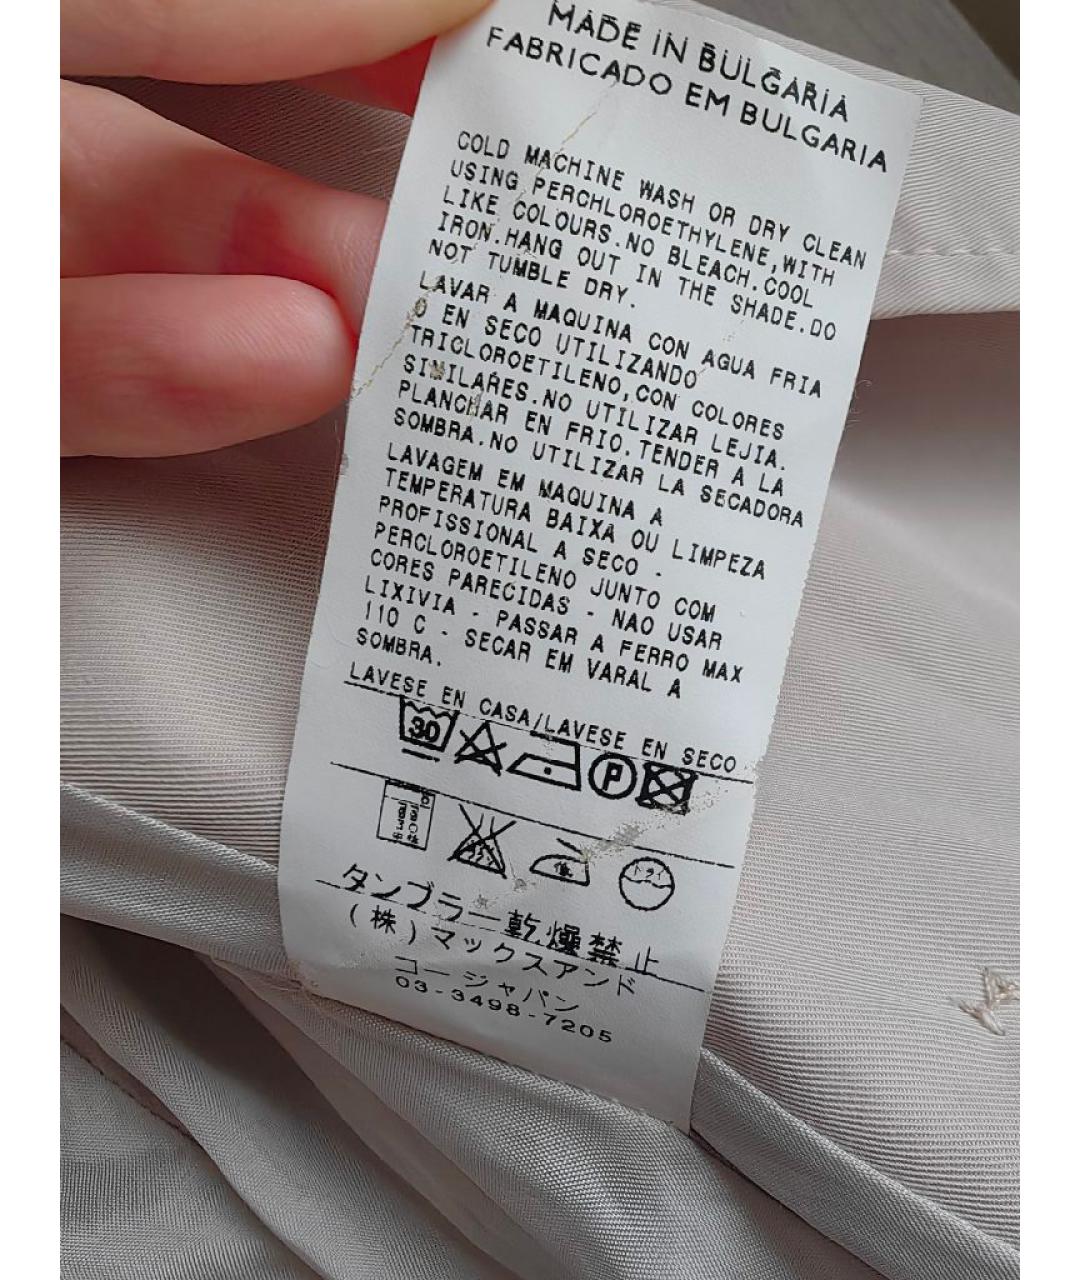 MADE IN BULGARIA
FABRICADO EM BULGARIA
COLD MACHINE WASH OR DRY CLEAN
USING PERCHLOROETHYLENE,WITH
LIKE COLOURS.NO BLEACH.COOL
IRON.HANG OUT IN THE SHADE.DO
NOT TUMBLE DRY.
LAVAR A MAQUINA CON AGUA FRIA
O EN SECO UTILIZANDO
TRICLOROETILENO,CON COLORES
SIMILARES.NO UTILIZAR LEJIA.
PLANCHAR EN FRIO.TENDER A LA
SOMBRA.NO UTILIZAR LA SECADORA
LAVAGEM EM MAQUINA A
TEMPERATURA BAIXA OU LIMPEZA
PROFISSIONAL A SECO -
PERCLOROETILENO JUNTO COM
CORES PARECIDAS - NAO USAR
LIXIVIA - PASSAR A FERRO MAX
110 C - SECAR EM VARAL A
SOMBRA.
LAVESE EN CASA/LAVESE EN SECO
30 P
低 ドライ
タンブラー乾燥禁止
(株)マックスアンド
コージャパン
03-3498-7205